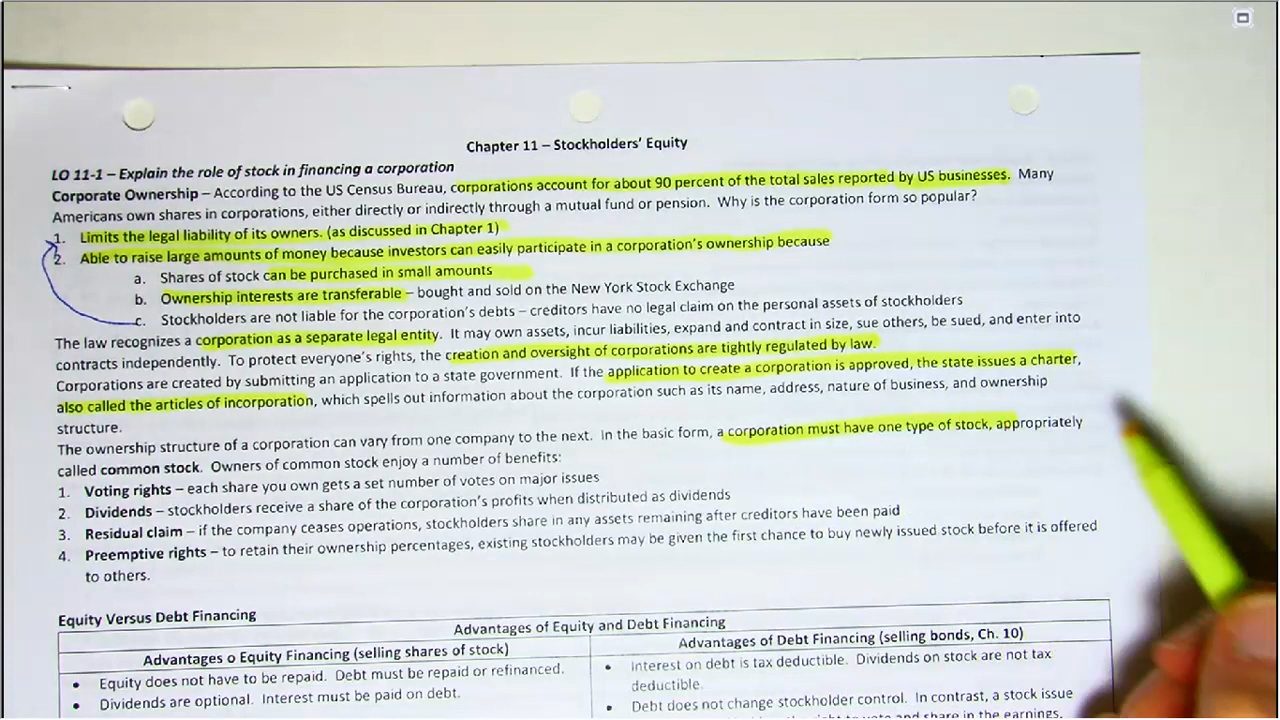 Chapter 11 – Stockholders' Equity
LO 11-1 – Explain the role of stock in financing a corporation
Corporate Ownership – According to the US Census Bureau, corporations account for about 90 percent of the total sales reported by US businesses. Many
Americans own shares in corporations, either directly or indirectly through a mutual fund or pension. Why is the corporation form so popular?
1. Limits the legal liability of its owners. (as discussed in Chapter 1)
2. Able to raise large amounts of money because investors can easily participate in a corporation's ownership because
a. Shares of stock can be purchased in small amounts
b. Ownership interests are transferable – bought and sold on the New York Stock Exchange
c. Stockholders are not liable for the corporation's debts – creditors have no legal claim on the personal assets of stockholders
The law recognizes a corporation as a separate legal entity. It may own assets, incur liabilities, expand and contract in size, sue others, be sued, and enter into
contracts independently. To protect everyone's rights, the creation and oversight of corporations are tightly regulated by law.
Corporations are created by submitting an application to a state government. If the application to create a corporation is approved, the state issues a charter,
also called the articles of incorporation, which spells out information about the corporation such as its name, address, nature of business, and ownership
structure.
The ownership structure of a corporation can vary from one company to the next. In the basic form, a corporation must have one type of stock, appropriately
called common stock. Owners of common stock enjoy a number of benefits:
1. Voting rights – each share you own gets a set number of votes on major issues
2. Dividends – stockholders receive a share of the corporation's profits when distributed as dividends
3. Residual claim – if the company ceases operations, stockholders share in any assets remaining after creditors have been paid
4. Preemptive rights – to retain their ownership percentages, existing stockholders may be given the first chance to buy newly issued stock before it is offered
to others.
Equity Versus Debt Financing
Advantages of Equity and Debt Financing
Advantages o Equity Financing (selling shares of stock)
Advantages of Debt Financing (selling bonds, Ch. 10)
• Equity does not have to be repaid. Debt must be repaid or refinanced.
• Dividends are optional. Interest must be paid on debt.
• Interest on debt is tax deductible. Dividends on stock are not tax
deductible.
• Debt does not change stockholder control. In contrast, a stock issue
vote and share in the earnings,